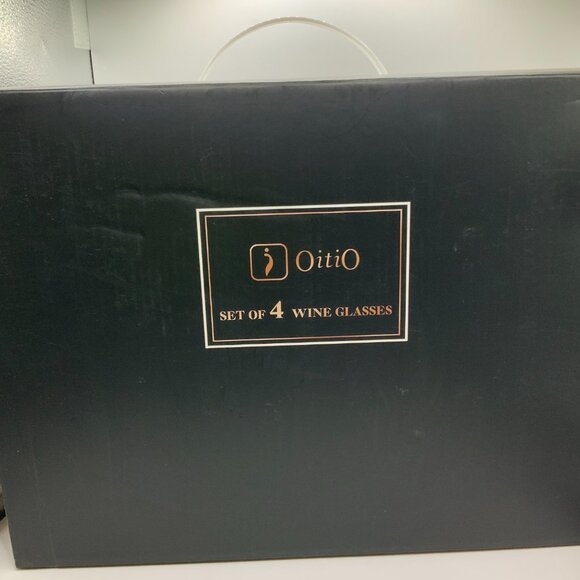 OitiO
SET OF 4 WINE GLASSES